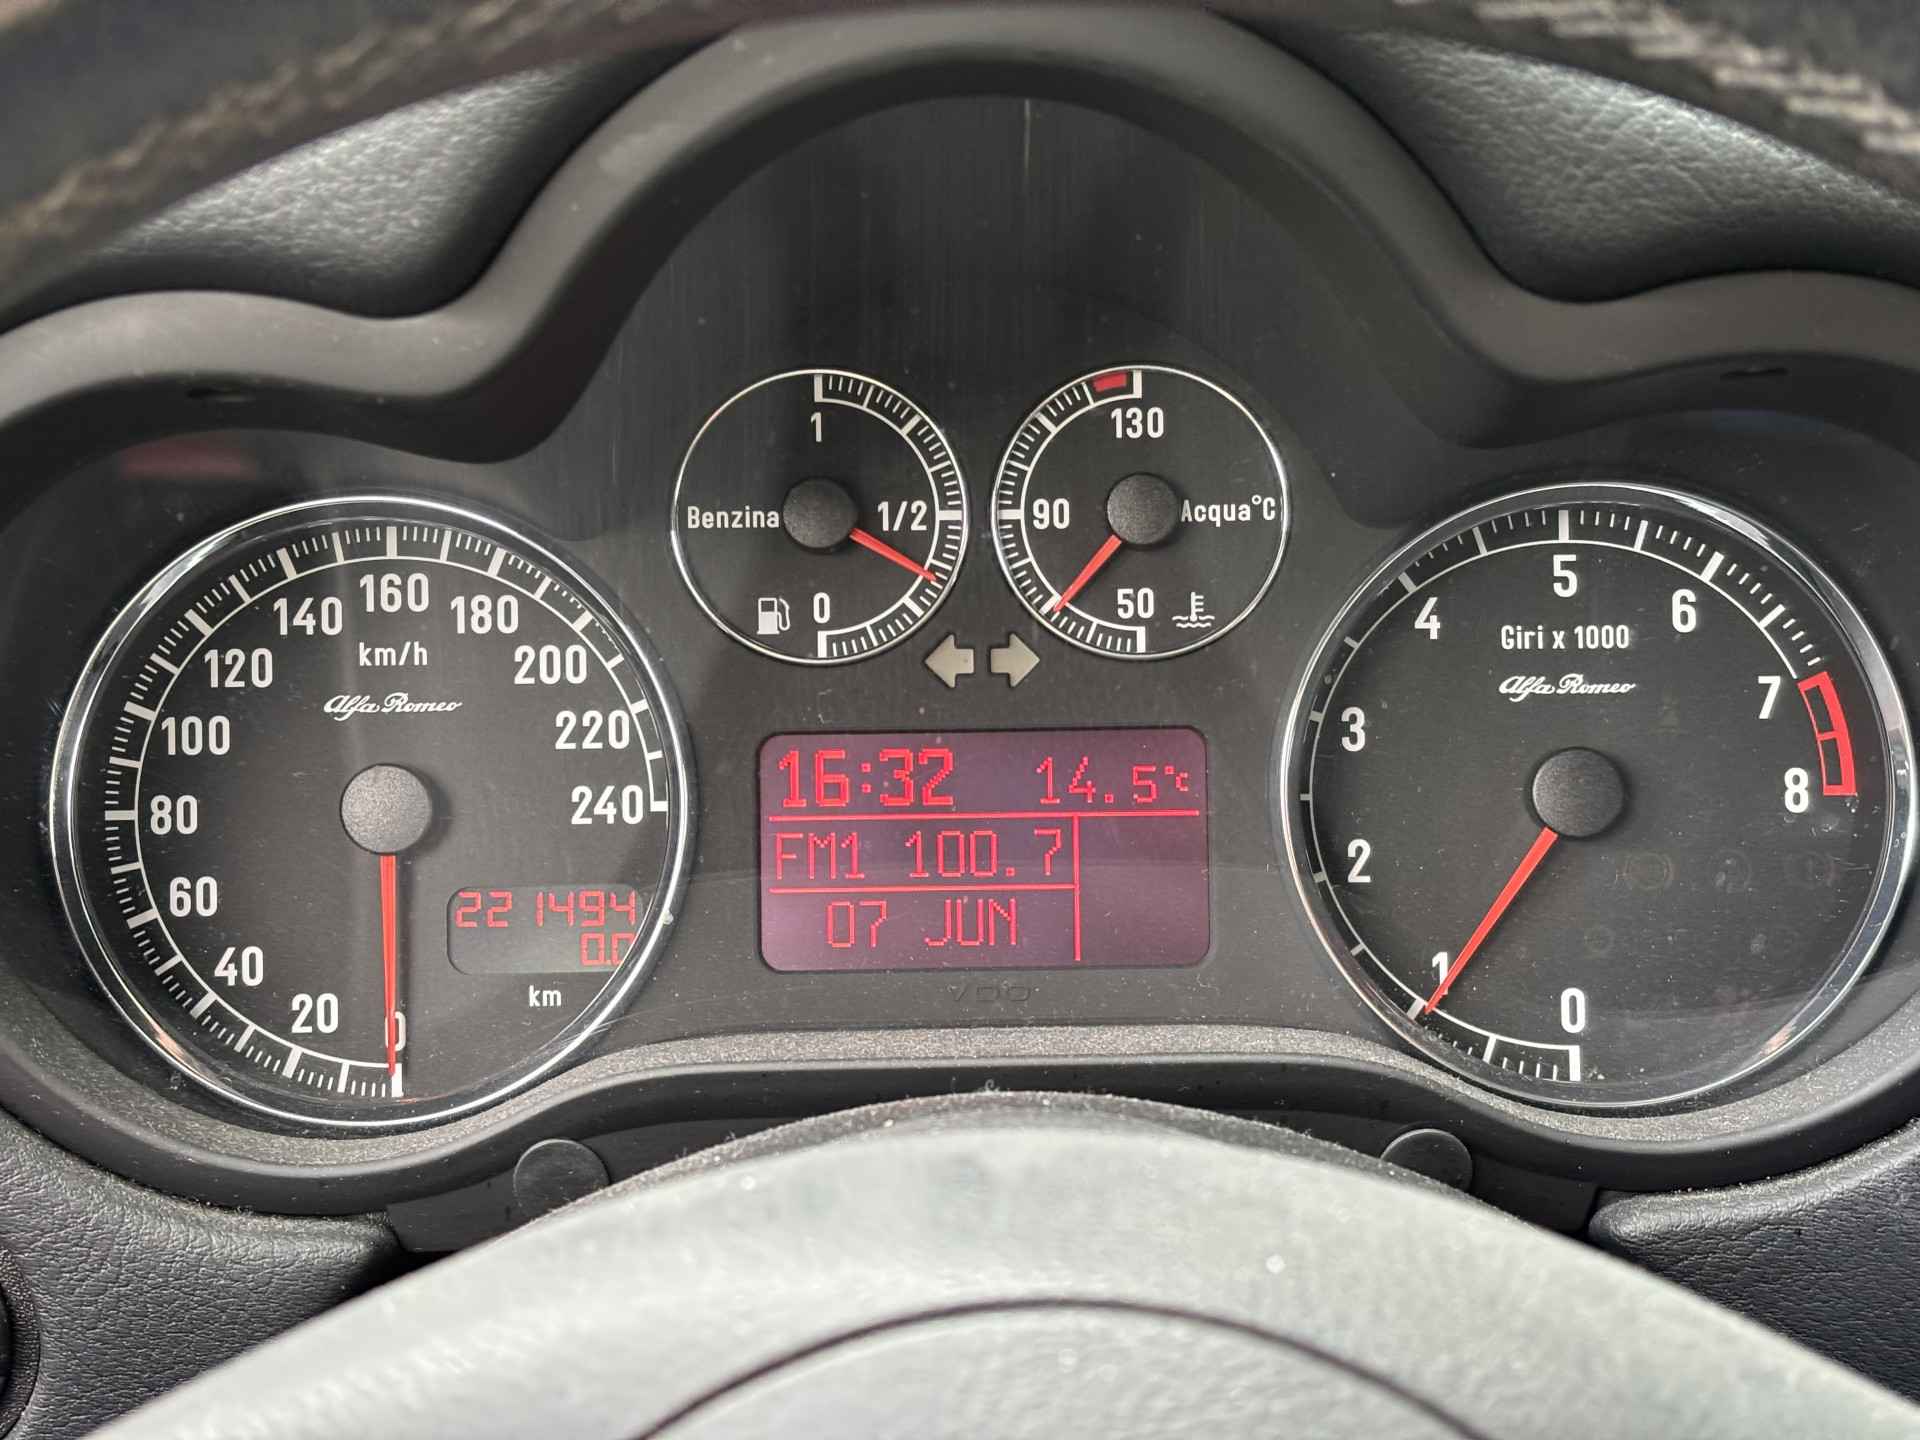 1
Benzina
1/2
0
130
90
Acqua°C
50
0
20
40
60
80
100
120
140
160
180
200
220
240
km/h
Alfa Romeo
221494
0.0
km
16:32 14.5°C
FM1 100.7
07 JUN
VDO
0
1
2
3
4
5
6
7
8
Giri x 1000
Alfa Romeo